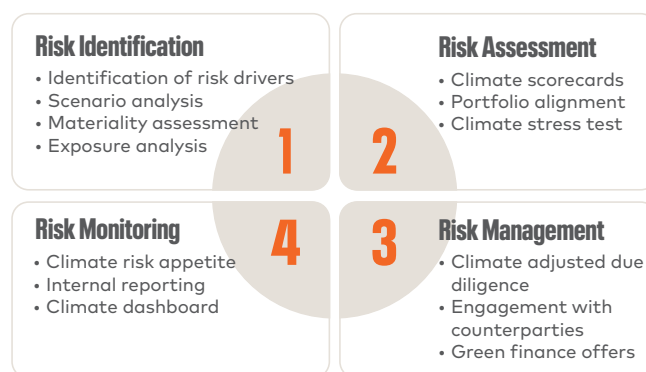 Risk Identification
• Identification of risk drivers
• Scenario analysis
• Materiality assessment
• Exposure analysis
1
Risk Assessment
• Climate scorecards
• Portfolio alignment
• Climate stress test
2
Risk Management
• Climate adjusted due
diligence
• Engagement with
counterparties
• Green finance offers
3
Risk Monitoring
• Climate risk appetite
• Internal reporting
• Climate dashboard
4